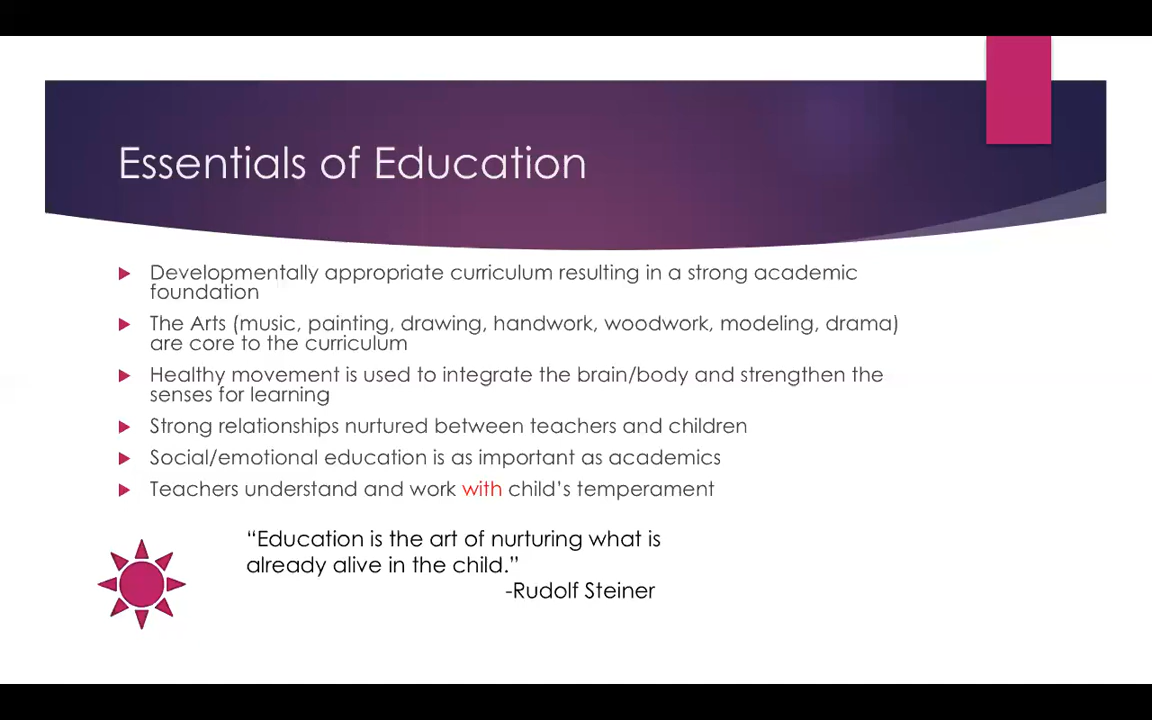 Essentials of Education
Developmentally appropriate curriculum resulting in a strong academic
foundation
The Arts (music, painting, drawing, handwork, woodwork, modeling, drama)
are core to the curriculum
Healthy movement is used to integrate the brain/body and strengthen the
senses for learning
Strong relationships nurtured between teachers and children
Social/emotional education is as important as academics
Teachers understand and work with child’s temperament
“Education is the art of nurturing what is
already alive in the child.”
-Rudolf Steiner